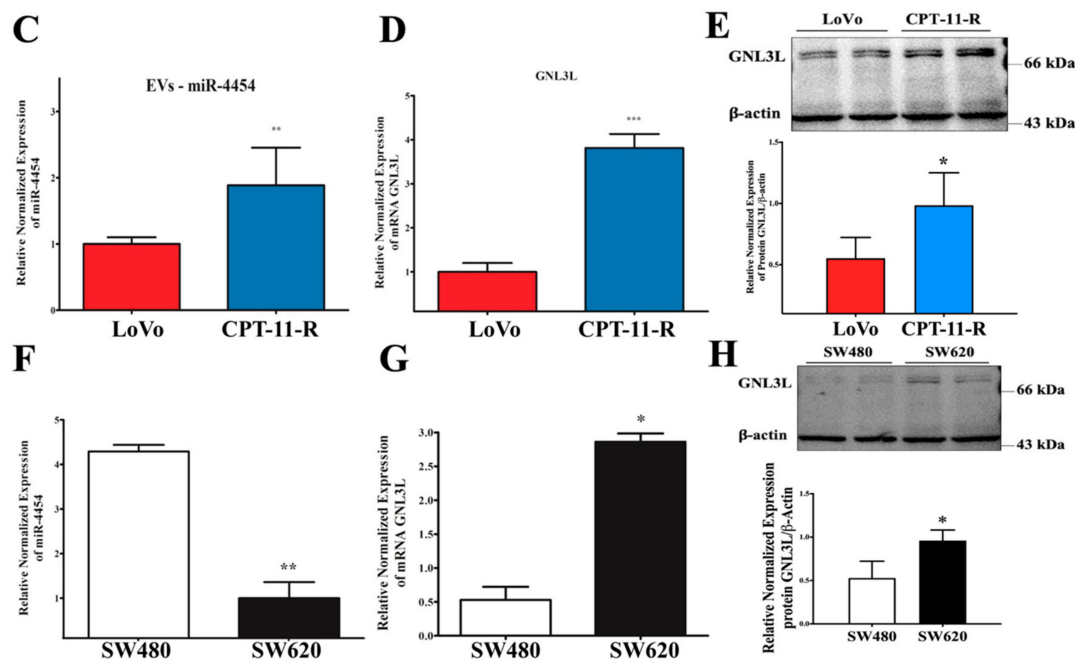 C
EVs - miR-4454
Relative Normalized Expression
of miR-4454
3
2
1
0
**
LoVo
CPT-11-R
D
GNL3L
Relative Normalized Expression
of mRNA GNL3L
5
4
3
2
1
***
LoVo
CPT-11-R
E
LoVo
CPT-11-R
GNL3L
66 kDa
β-actin
43 kDa
Relative Normalized Expression
of Protein GNL3L/β-actin
1.5
1.0
0.5
*
LoVo
CPT-11-R
F
Relative Normalized Expression
of miR-4454
5
4
3
2
1
**
SW480
SW620
G
Relative Normalized Expression
of mRNA GNL3L
3.0
2.5
2.0
1.5
1.0
0.5
0.0
*
SW480
SW620
H
SW480
SW620
GNL3L
66 kDa
β-actin
43 kDa
Relative Normalized Expression
protein GNL3L/β-Actin
1.5
1.0
0.5
0.0
*
SW480
SW620